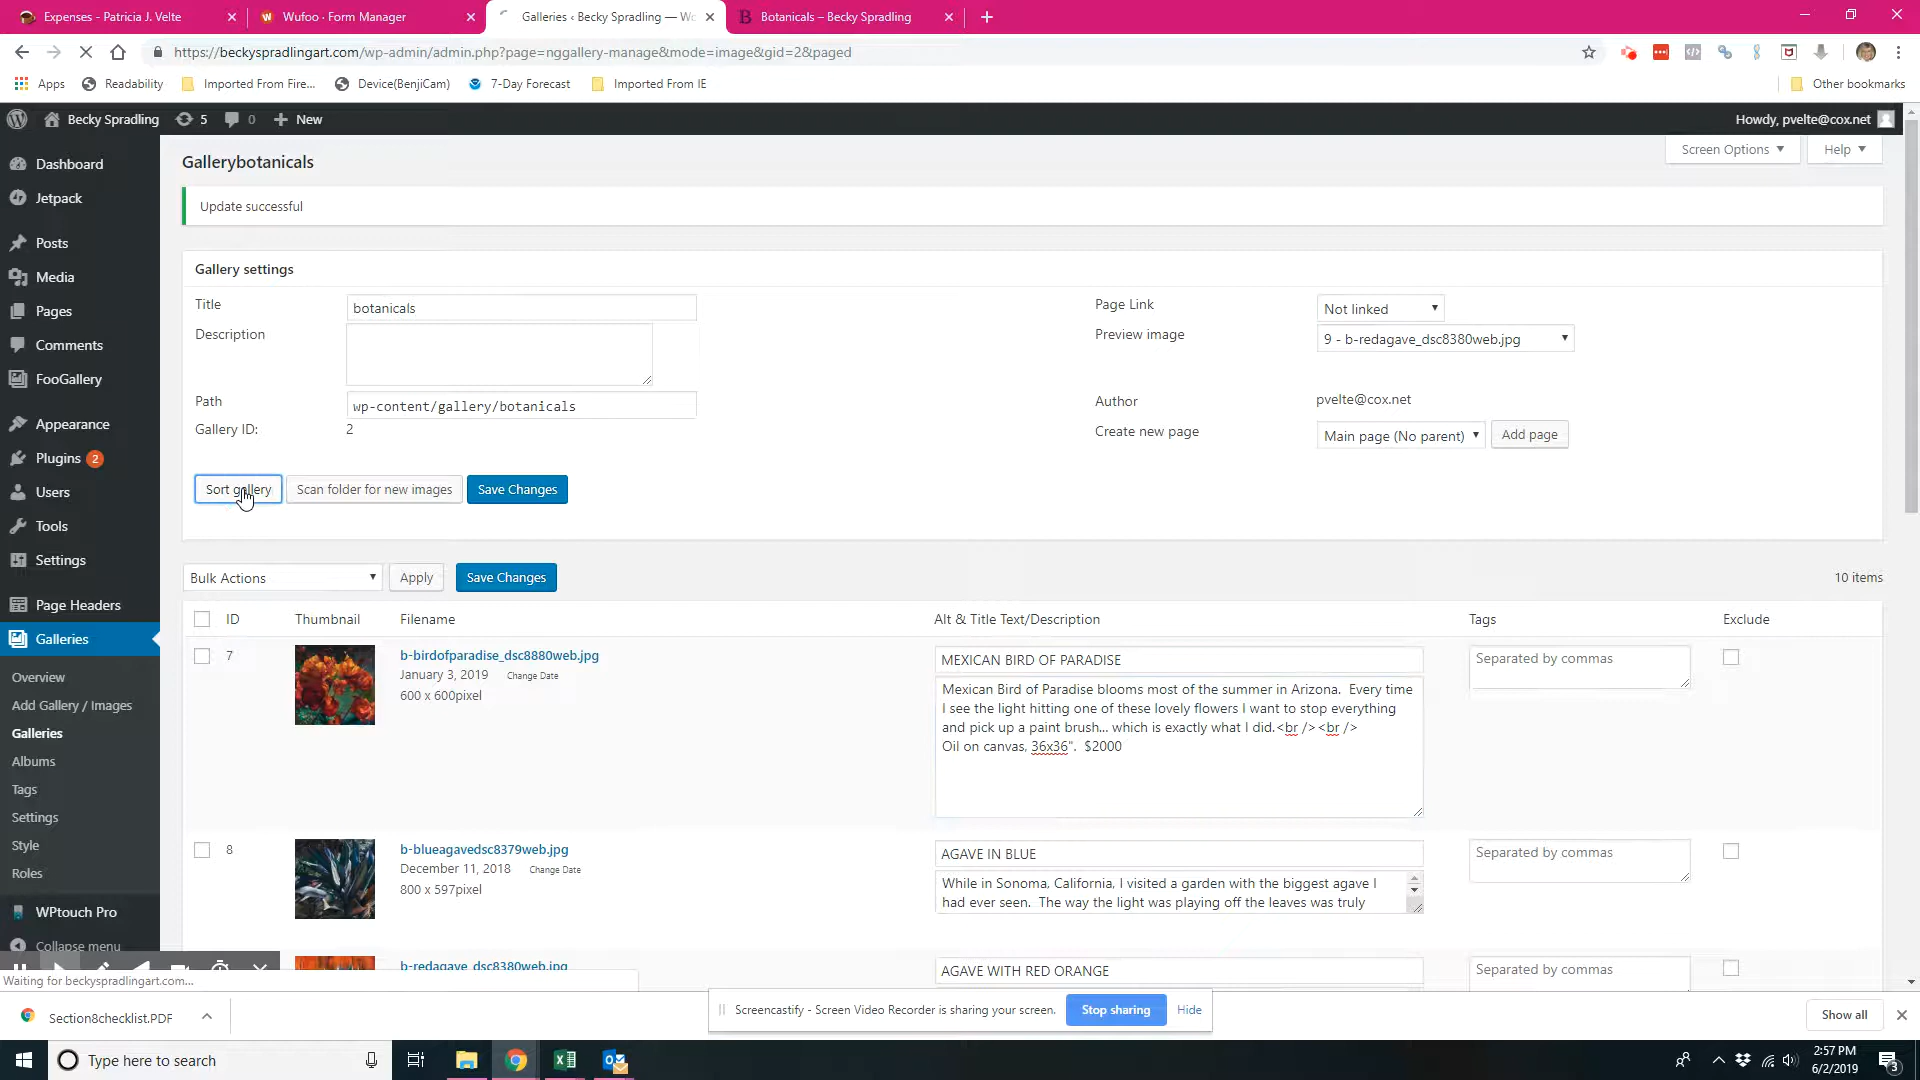 Expenses - Patricia J. Velte
Wufoo · Form Manager
Galleries ‹ Becky Spradling — Wo
Botanicals – Becky Spradling
https://beckyspradlingart.com/wp-admin/admin.php?page=nggallery-manage&mode=image&gid=2&paged
Apps
Readability
Imported From Fire...
Device(BenjiCam)
7-Day Forecast
Imported From IE
Other bookmarks
Becky Spradling
5
0
New
Howdy, pvelte@cox.net
Dashboard
Jetpack
Posts
Media
Pages
Comments
FooGallery
Appearance
Plugins 2
Users
Tools
Settings
Page Headers
Galleries
Overview
Add Gallery / Images
Galleries
Albums
Tags
Settings
Style
Roles
WPtouch Pro
Collapse menu
Screen Options
Help
Gallerybotanicals
Update successful
Gallery settings
Title
botanicals
Description
Path
wp-content/gallery/botanicals
Gallery ID:
2
Page Link
Not linked
Preview image
9 - b-redagave_dsc8380web.jpg
Author
pvelte@cox.net
Create new page
Main page (No parent)
Add page
Sort gallery
Scan folder for new images
Save Changes
Bulk Actions
Apply
Save Changes
10 items
ID
Thumbnail
Filename
Alt & Title Text/Description
Tags
Exclude
7
b-birdofparadise_dsc8880web.jpg
January 3, 2019 Change Date
600 x 600pixel
MEXICAN BIRD OF PARADISE
Mexican Bird of Paradise blooms most of the summer in Arizona. Every time
I see the light hitting one of these lovely flowers I want to stop everything
and pick up a paint brush... which is exactly what I did.<br /><br />
Oil on canvas, 36x36". $2000
Separated by commas
8
b-blueagavedsc8379web.jpg
December 11, 2018 Change Date
800 x 597pixel
AGAVE IN BLUE
While in Sonoma, California, I visited a garden with the biggest agave I
had ever seen. The way the light was playing off the leaves was truly
Separated by commas
b-redagave_dsc8380web.jpg
AGAVE WITH RED ORANGE
Separated by commas
Waiting for beckyspradlingart.com...
Screencastify - Screen Video Recorder is sharing your screen.
Stop sharing
Hide
Section8checklist.PDF
Show all
Type here to search
2:57 PM
6/2/2019
3